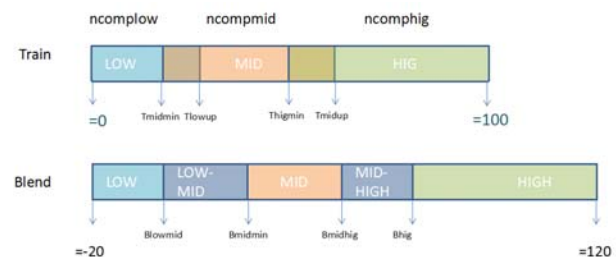 ncomplow ncompmid ncomphig
Train LOW MID HIG
=0 Tmidmin Tlowup Thigmin Tmidup =100
Blend LOW LOW-MID MID MID-HIGH HIGH
=-20 Blowmid Bmidmin Bmidhig Bhig =120